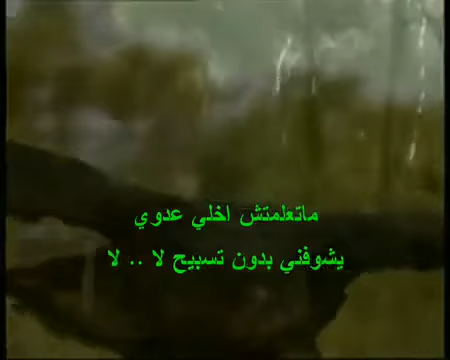 ماتعلمتش اخلي عدوي
يشوفني بدون تسبيح لا .. لا